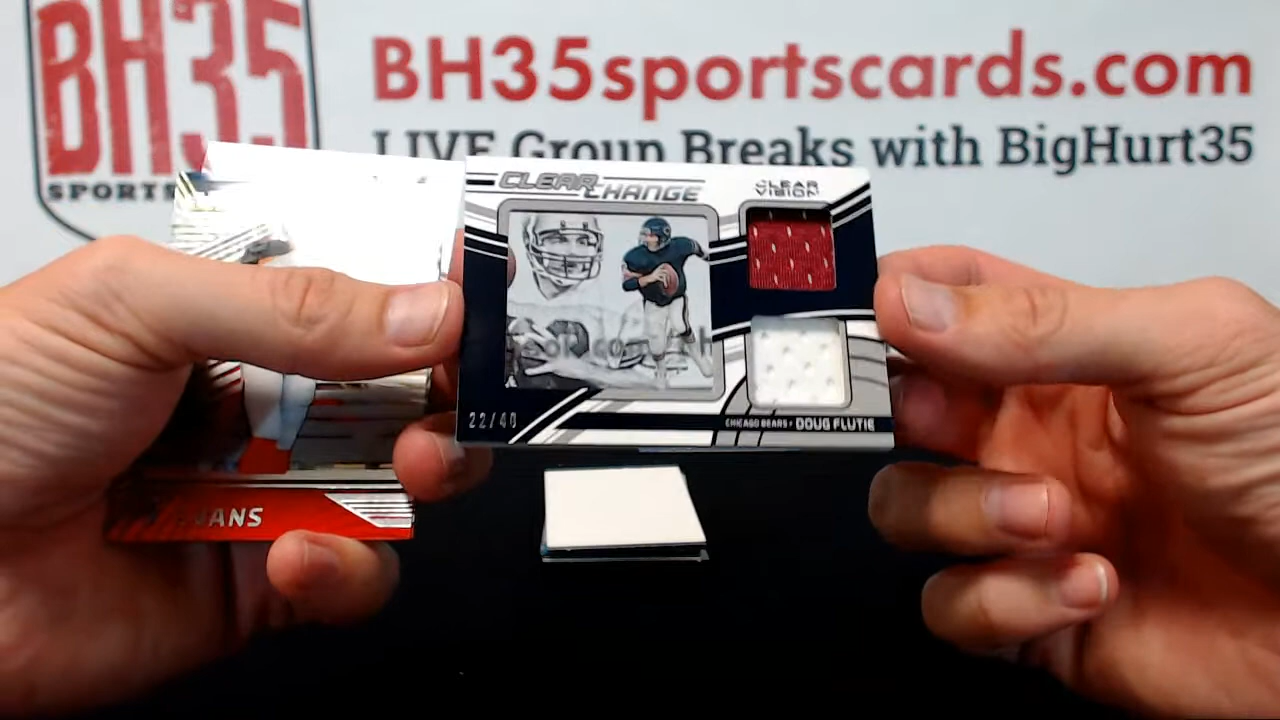 BH35
SPORTS
BH35sportscards.com
LIVE Group Breaks with BigHurt35
CLEAR
CHANGE
CLEAR
VISION
22/40
CHICAGO BEARS • DOUG FLUTIE